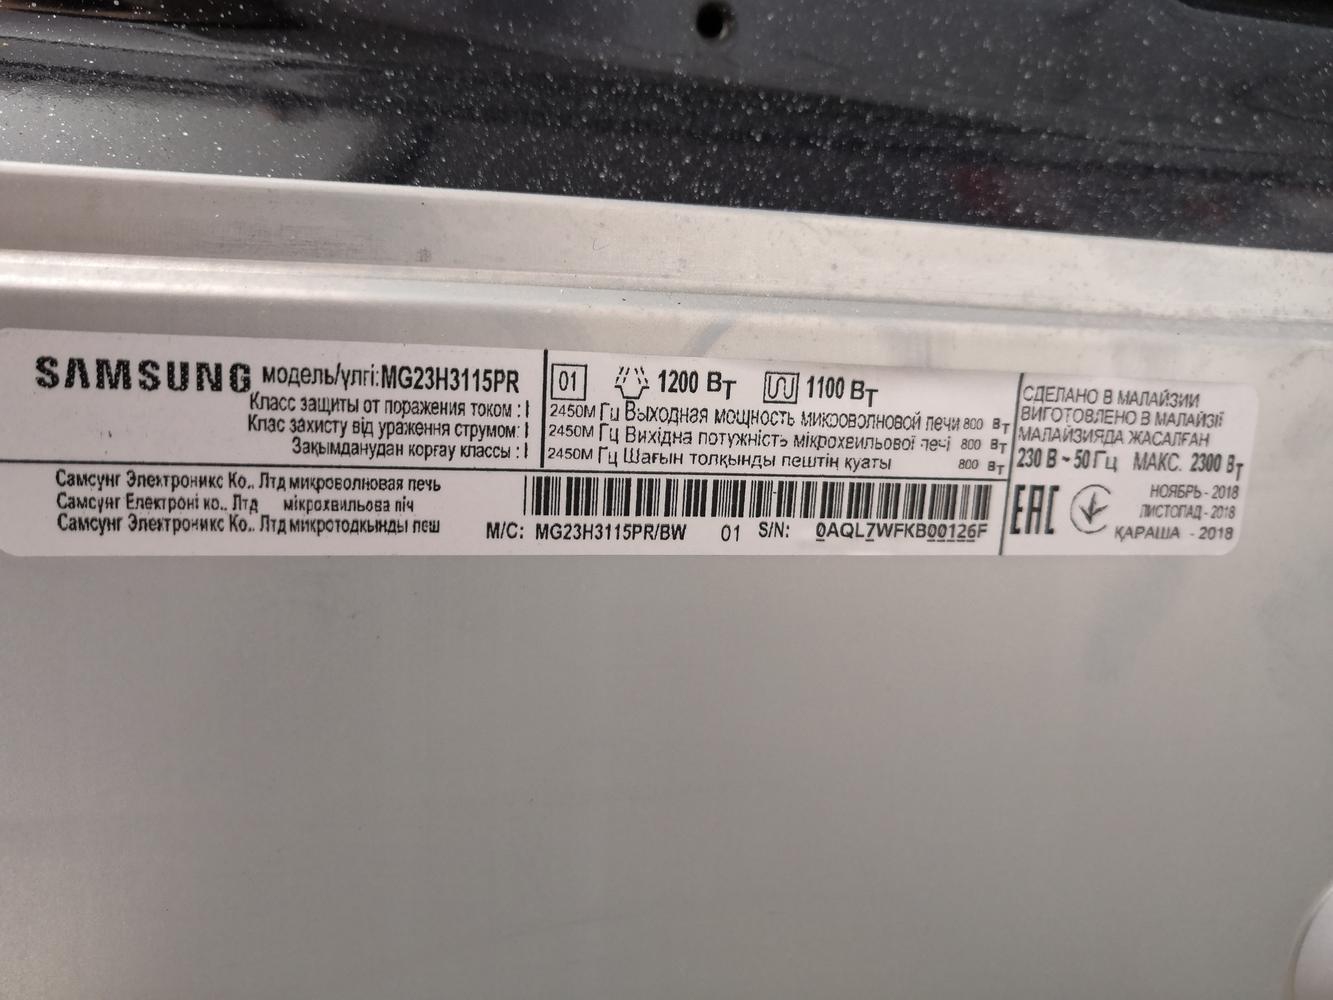 SAMSUNG модель/үлгі:MG23H3115PR
Класс защиты от поражения током : I
Клас захисту від ураження струмом: I
Зақымданудан корғау классы : I
01 1200 Вт 1100 Вт
2450М Гц Выходная мощность микроволновой печи 800 Вт
2450М Гц Вихідна потужність мікрохвильової печі 800 Вт
2450М Гц Шағын толқынды пештің қуаты 800 Вт
СДЕЛАНО В МАЛАЙЗИИ
ВИГОТОВЛЕНО В МАЛАЙЗІЇ
МАЛАЙЗИЯДА ЖАСАЛҒАН
230 В ~ 50 Гц МАКС. 2300 Вт
Самсунг Электроникс Ко., Лтд микроволновая печь
Самсунг Електроні ко., Лтд мікрохвильова піч
Самсунг Электроникс Ко., Лтд микротодкынды пеш
M/C: MG23H3115PR/BW 01 S/N: 0AQL7WFKB00126F
EAC
НОЯБРЬ - 2018
ЛИСТОПАД - 2018
ҚАРАША - 2018